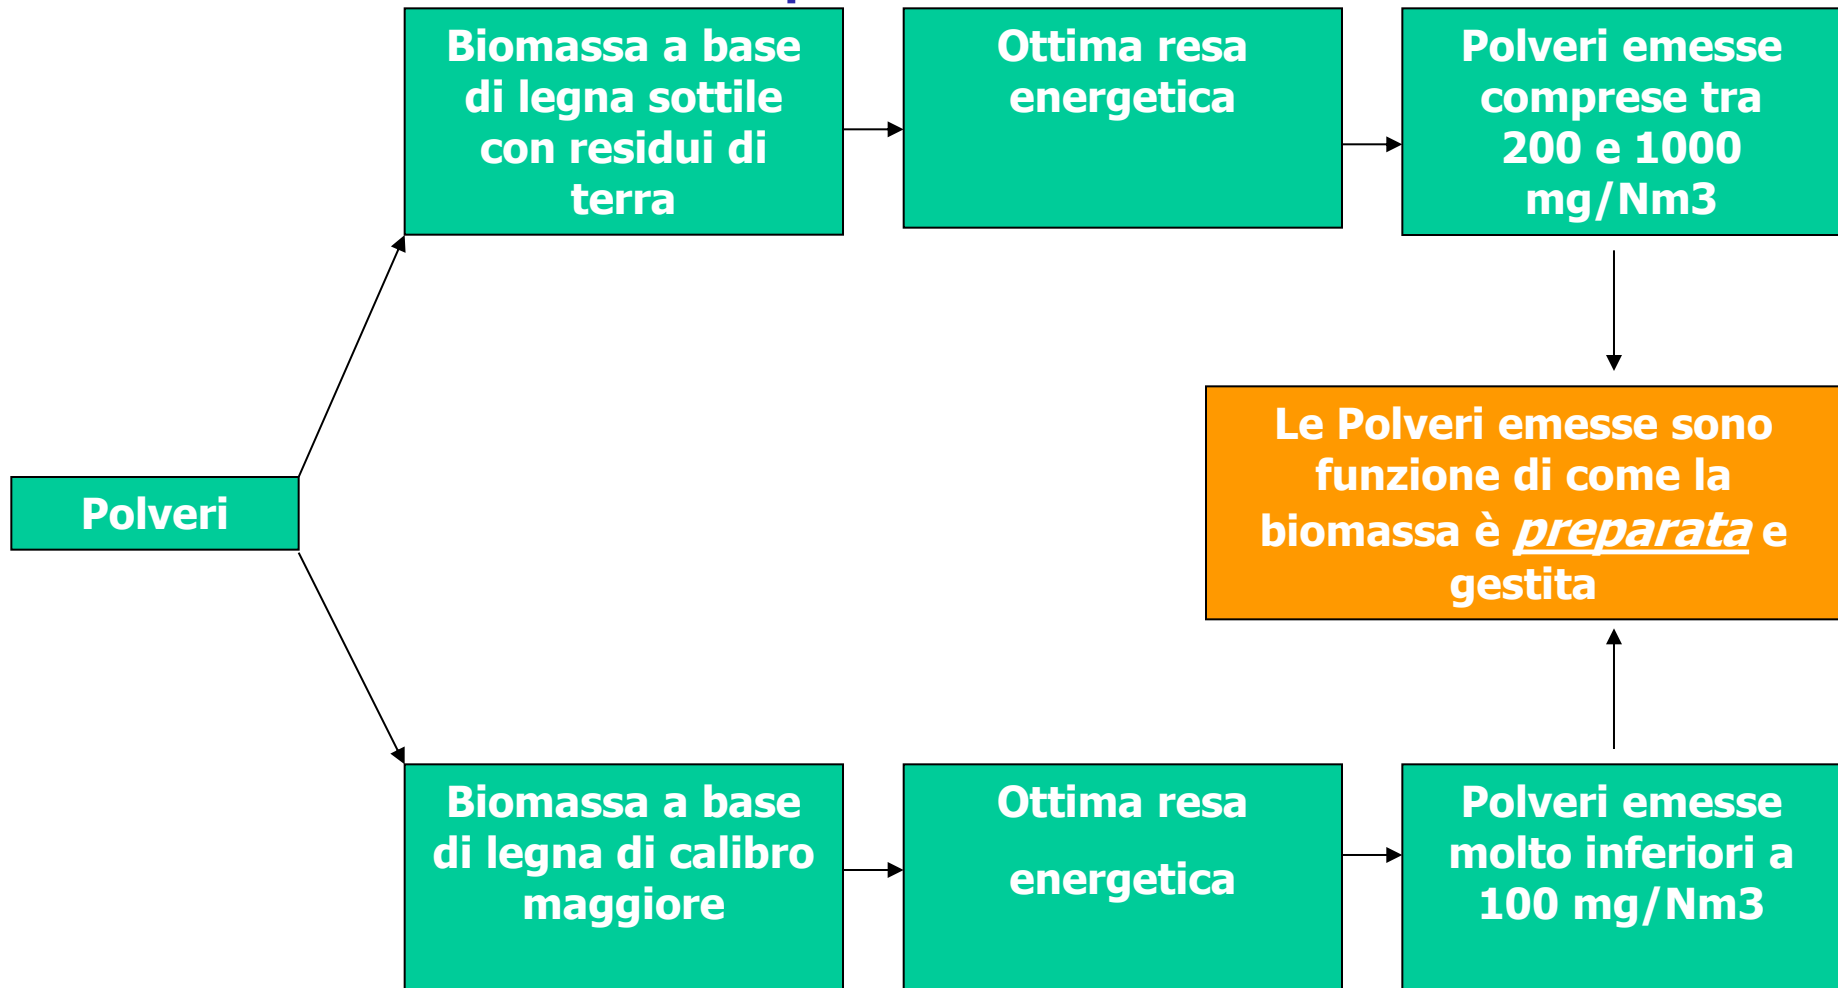 Biomassa a base
di legna sottile
con residui di
terra
Ottima resa
energetica
Polveri emesse
comprese tra
200 e 1000
mg/Nm3
Le Polveri emesse sono
funzione di come la
biomassa è preparata e
gestita
Polveri
Biomassa a base
di legna di calibro
maggiore
Ottima resa
energetica
Polveri emesse
molto inferiori a
100 mg/Nm3